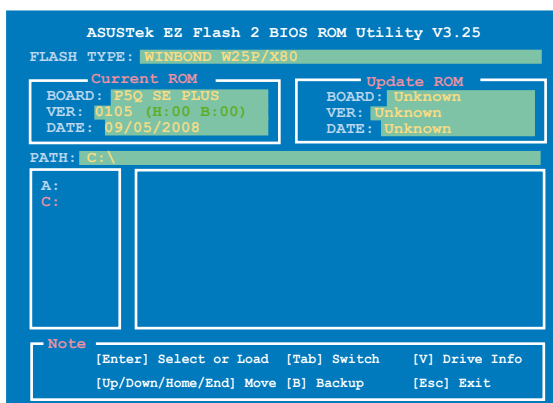 ASUSTek EZ Flash 2 BIOS ROM Utility V3.25
FLASH TYPE: WINBOND W25P/X80
Current ROM
BOARD: P5Q SE PLUS
VER: 0105 (H:00 B:00)
DATE: 09/05/2008
Update ROM
BOARD: Unknown
VER: Unknown
DATE: Unknown
PATH: C:\
A:
C:
Note
[Enter] Select or Load [Tab] Switch [V] Drive Info
[Up/Down/Home/End] Move [B] Backup [Esc] Exit